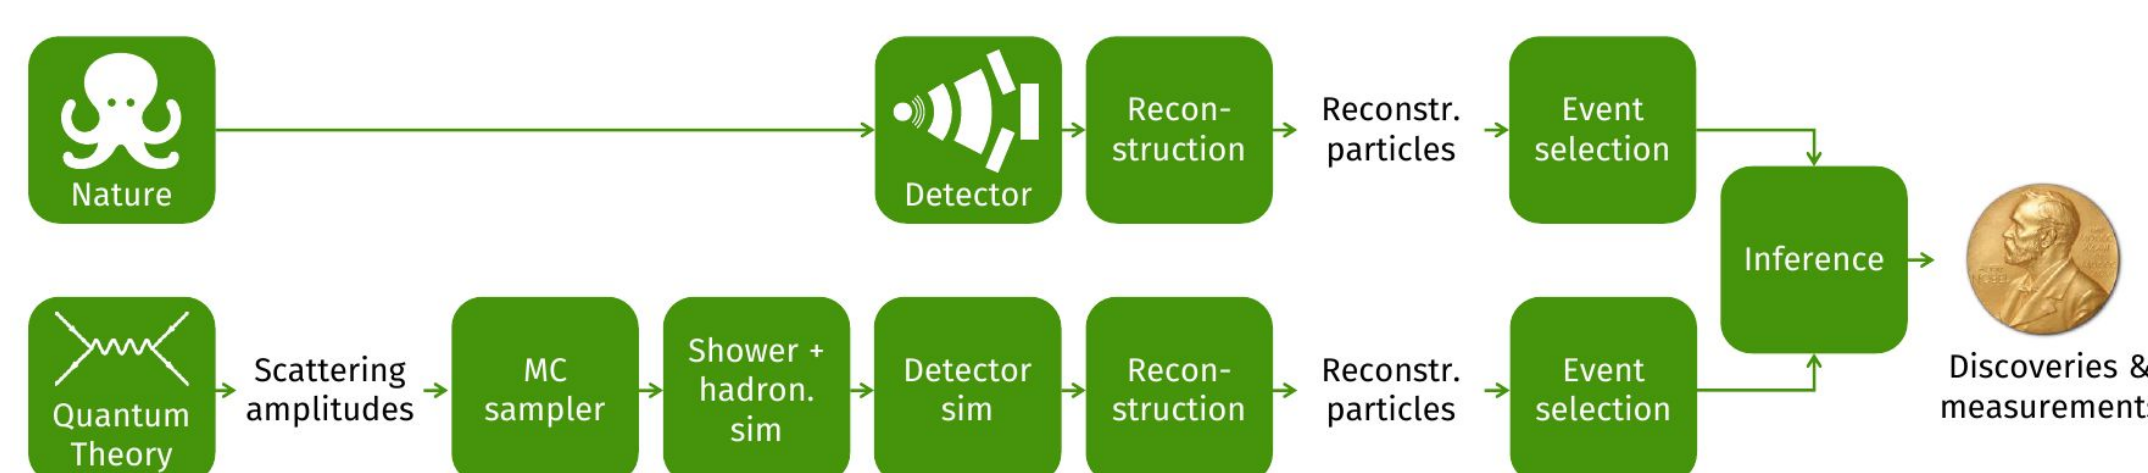 Nature
Detector
Recon-
struction
Reconstr.
particles
Event
selection
Inference
Discoveries &
measurements
Quantum
Theory
Scattering
amplitudes
MC
sampler
Shower +
hadron.
sim
Detector
sim
Recon-
struction
Reconstr.
particles
Event
selection